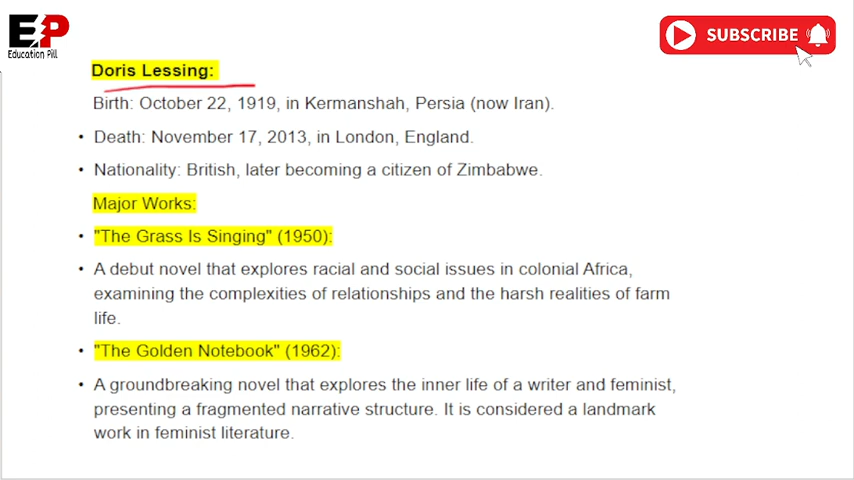 EP
Education Pill
SUBSCRIBE
Doris Lessing:
Birth: October 22, 1919, in Kermanshah, Persia (now Iran).
• Death: November 17, 2013, in London, England.
• Nationality: British, later becoming a citizen of Zimbabwe.
Major Works:
• "The Grass Is Singing" (1950):
• A debut novel that explores racial and social issues in colonial Africa,
examining the complexities of relationships and the harsh realities of farm
life.
• "The Golden Notebook" (1962):
• A groundbreaking novel that explores the inner life of a writer and feminist,
presenting a fragmented narrative structure. It is considered a landmark
work in feminist literature.